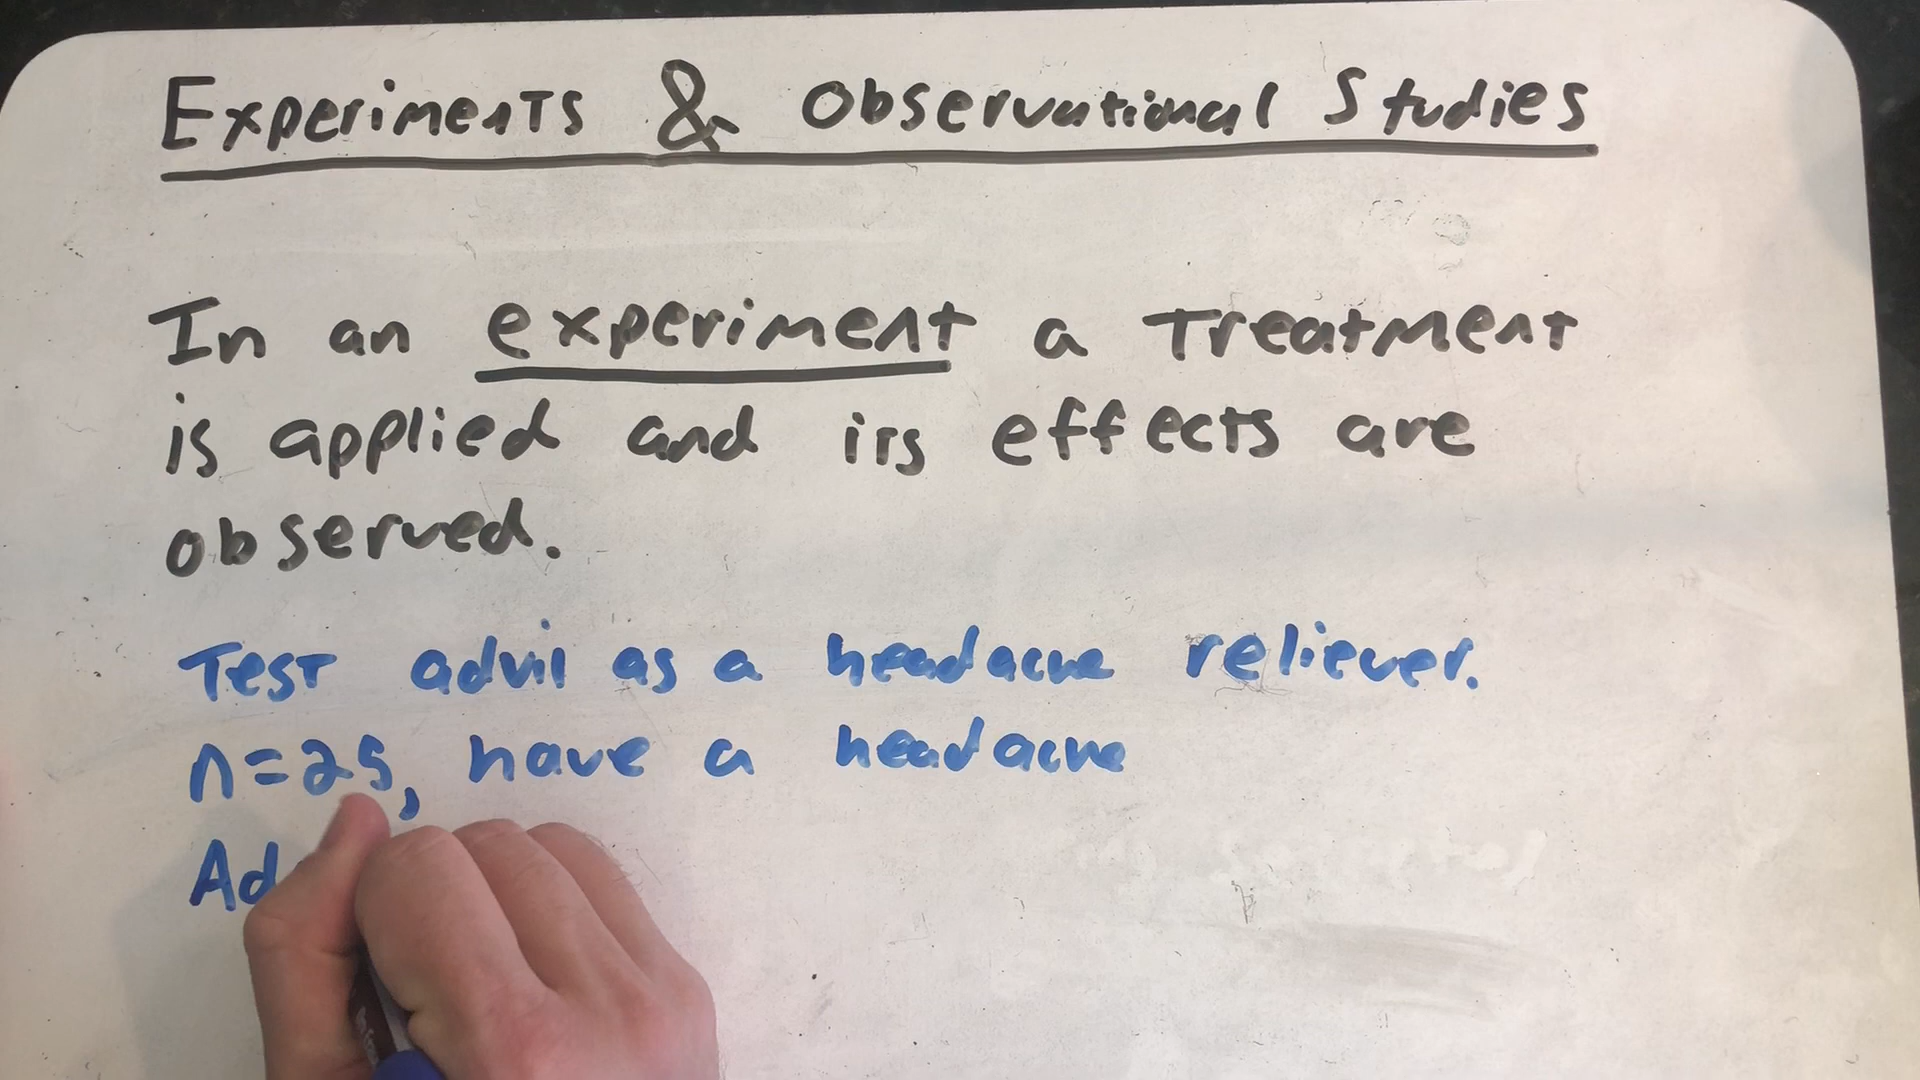 Experiments & Observational Studies
In an experiment a treatment
is applied and its effects are
observed.
Test advil as a headache reliever.
n=25, have a headache
Ad